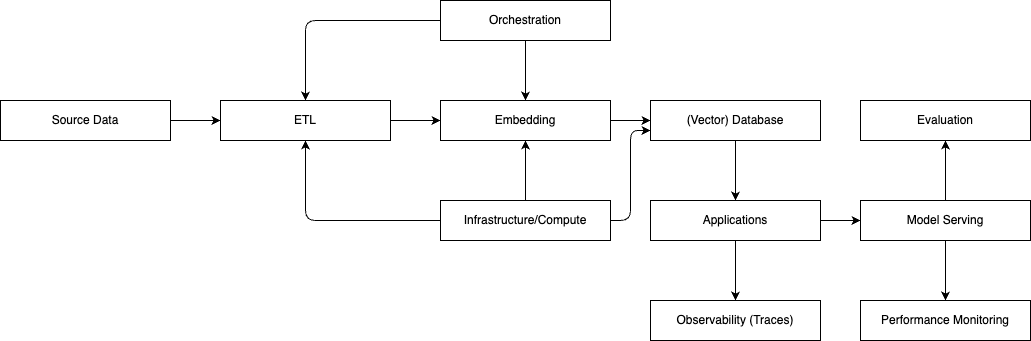 Orchestration
Source Data
ETL
Embedding
(Vector) Database
Evaluation
Infrastructure/Compute
Applications
Model Serving
Observability (Traces)
Performance Monitoring